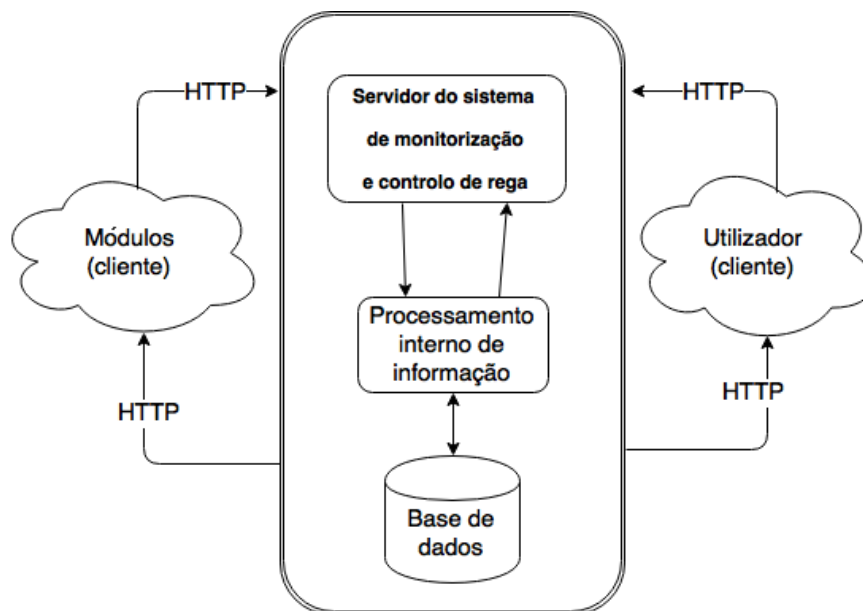 HTTP
HTTP
Servidor do sistema
de monitorização
e controlo de rega
Módulos
(cliente)
Utilizador
(cliente)
Processamento
interno de
informação
HTTP
HTTP
Base de
dados